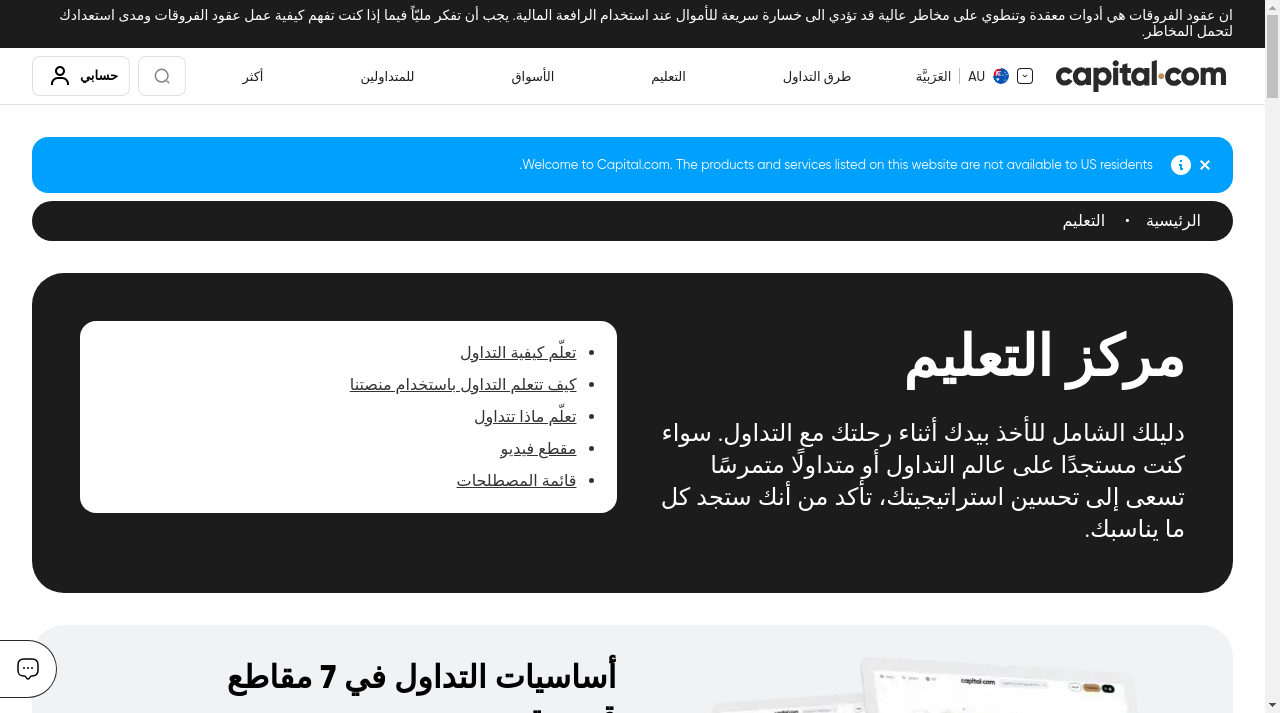 ان عقود الفروقات هي أدوات معقدة وتنطوي على مخاطر عالية قد تؤدي الى خسارة سريعة للأموال عند استخدام الرافعة المالية. يجب أن تفكر مليّاً فيما إذا كنت تفهم كيفية عمل عقود الفروقات ومدى استعدادك
لتحمل المخاطر.
capital.com
AU
العَرَبيَّة
طرق التداول
التعليم
الأسواق
للمتداولين
أكثر
حسابي
Welcome to Capital.com. The products and services listed on this website are not available to US residents.
الرئيسية • التعليم
مركز التعليم
دليلك الشامل للأخذ بيدك أثناء رحلتك مع التداول. سواء
كنت مستجدًا على عالم التداول أو متداولًا متمرسًا
تسعى إلى تحسين استراتيجيتك، تأكد من أنك ستجد كل
ما يناسبك.
تعلّم كيفية التداول
كيف تتعلم التداول باستخدام منصتنا
تعلّم ماذا تتداول
مقطع فيديو
قائمة المصطلحات
أساسيات التداول في 7 مقاطع
capital.com